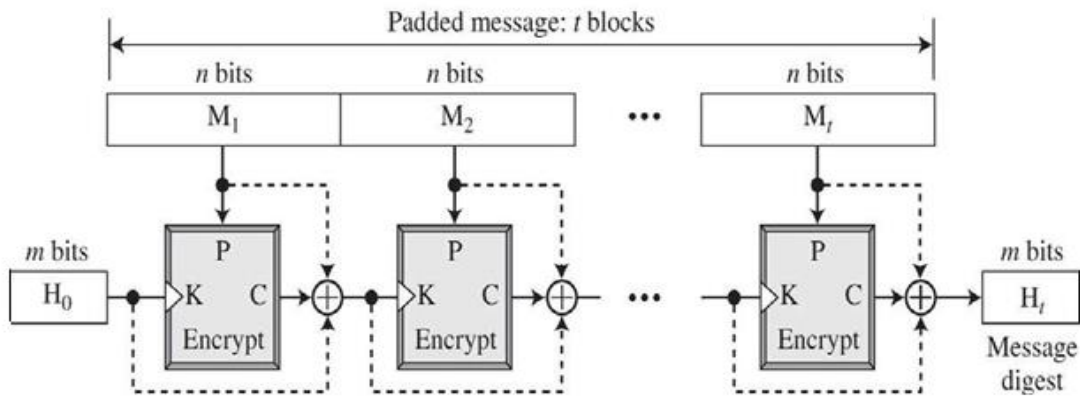 Padded message: t blocks
n bits n bits n bits
M₁ M₂ ••• Mₜ
P P P
m bits m bits
H₀ K C K C ••• K C Hₜ
Encrypt Encrypt Encrypt
Message
digest